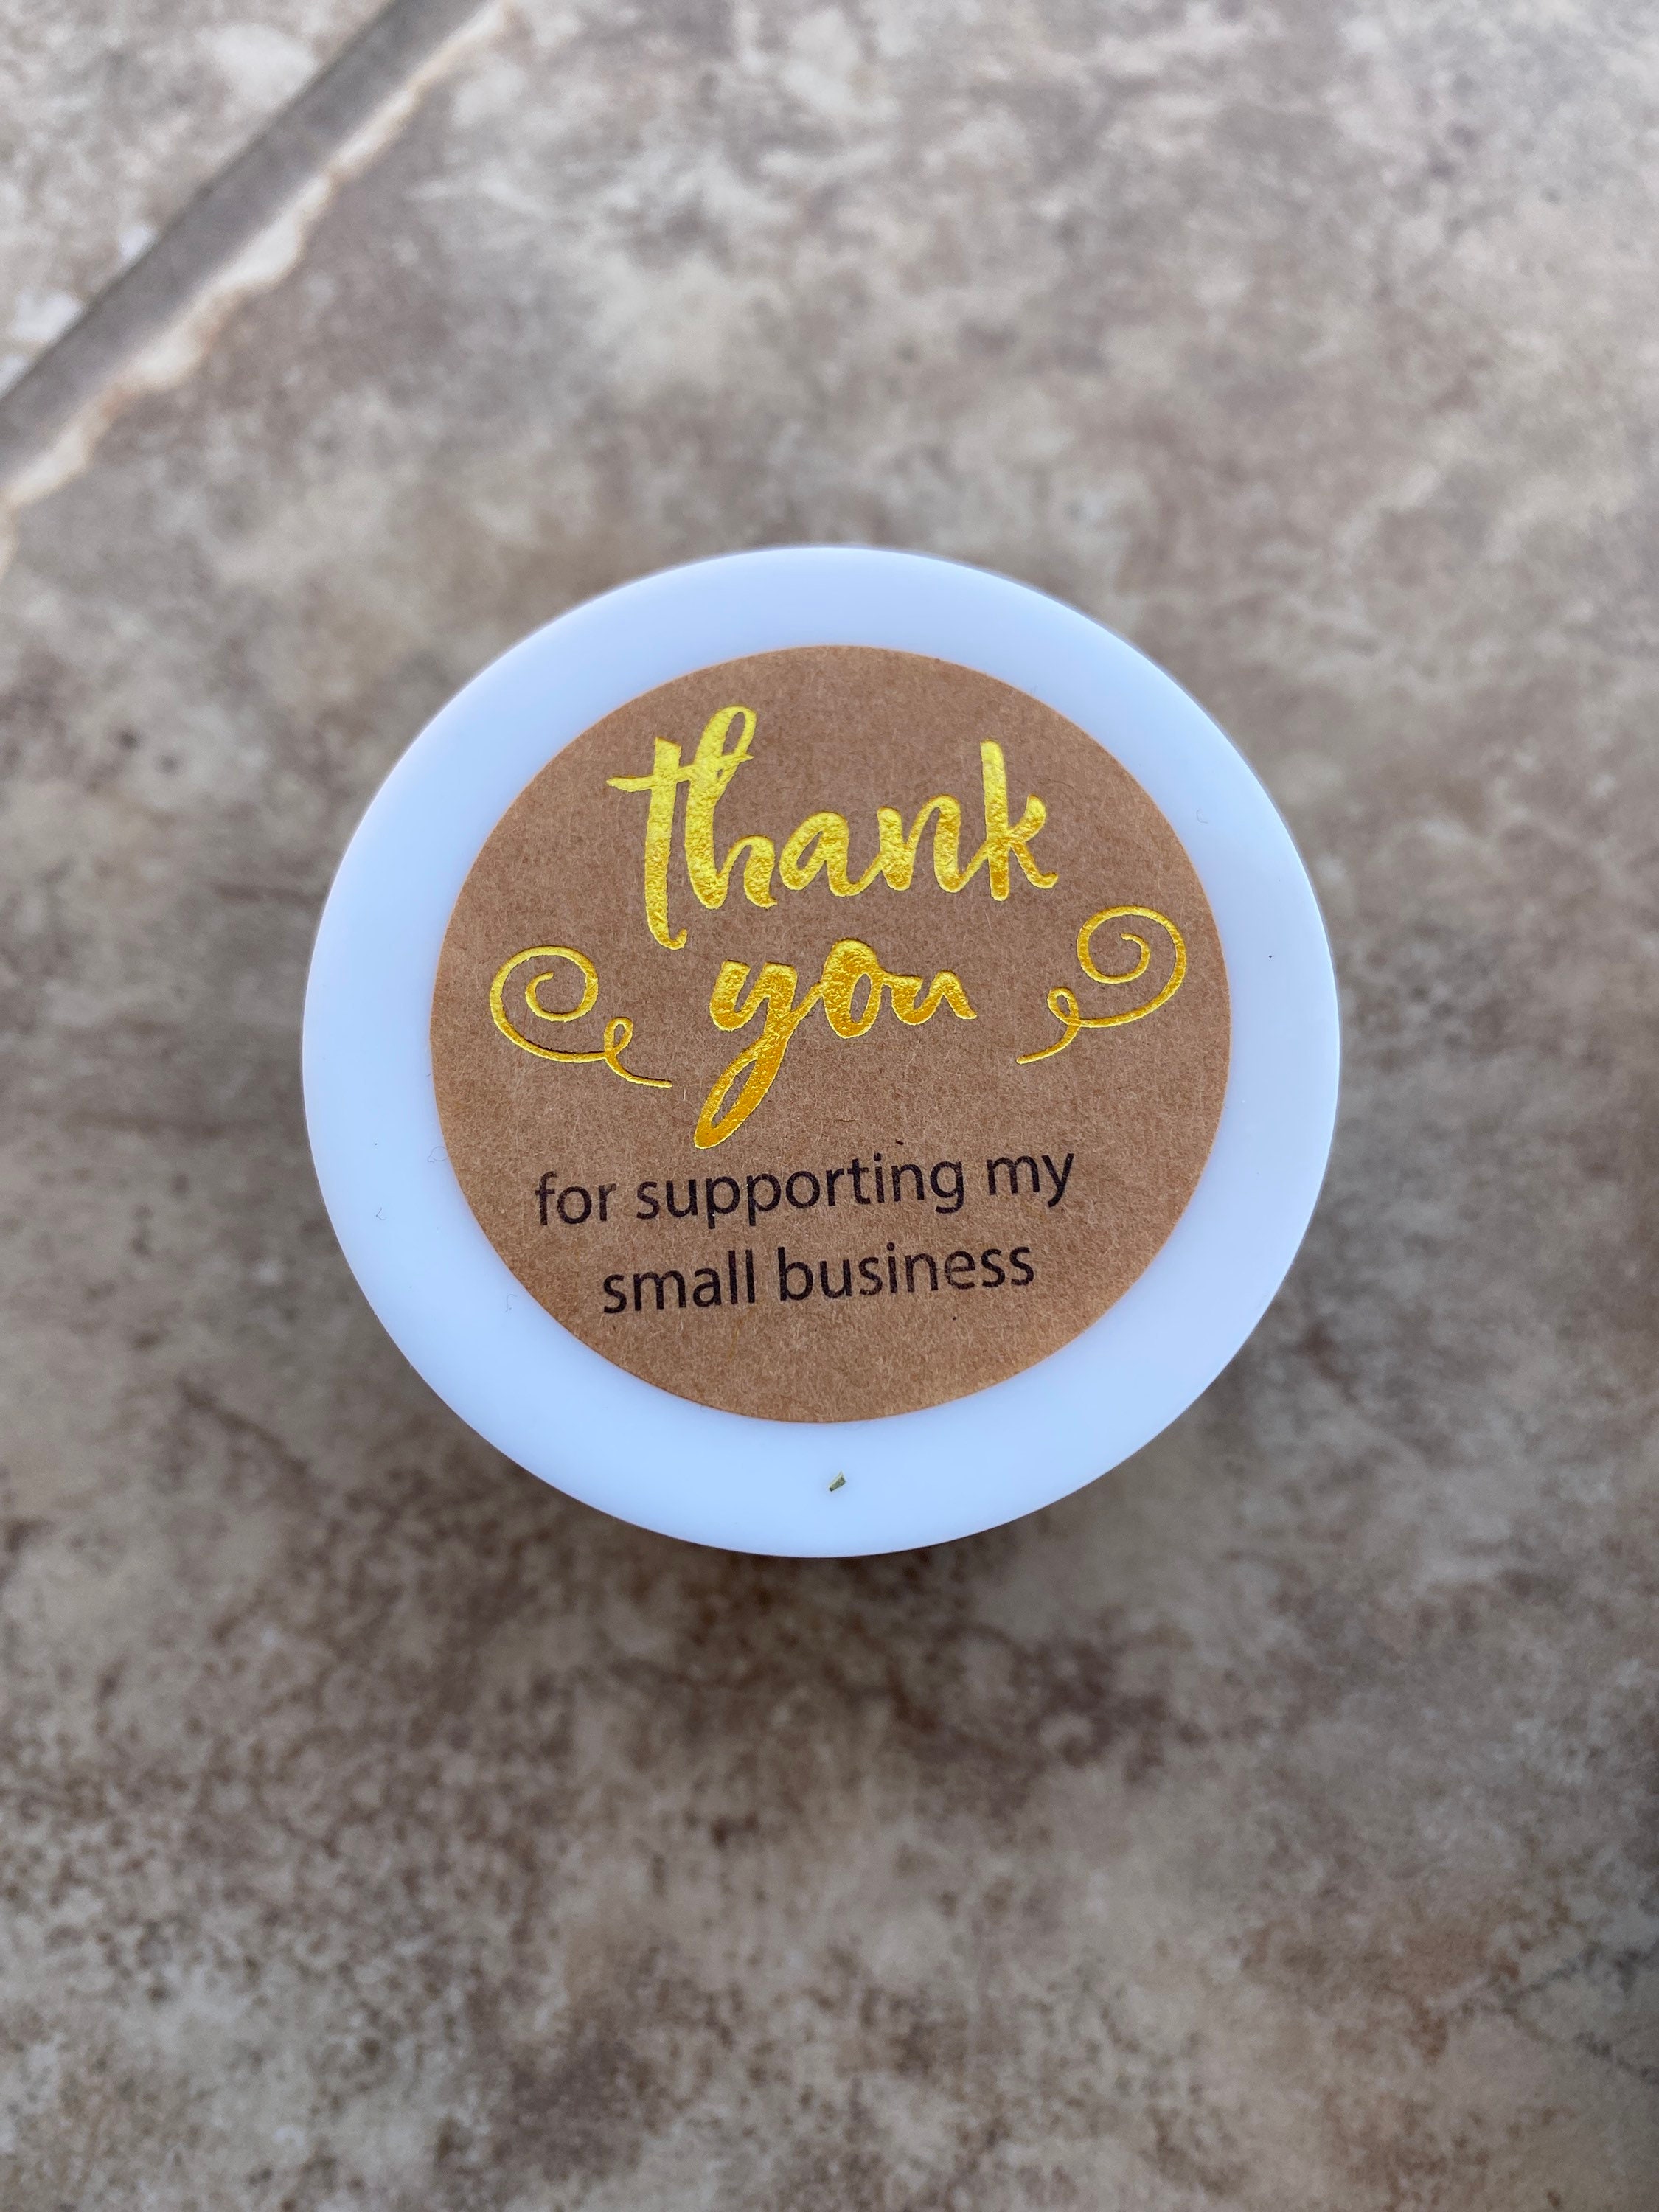 thank
you
for supporting my
small business